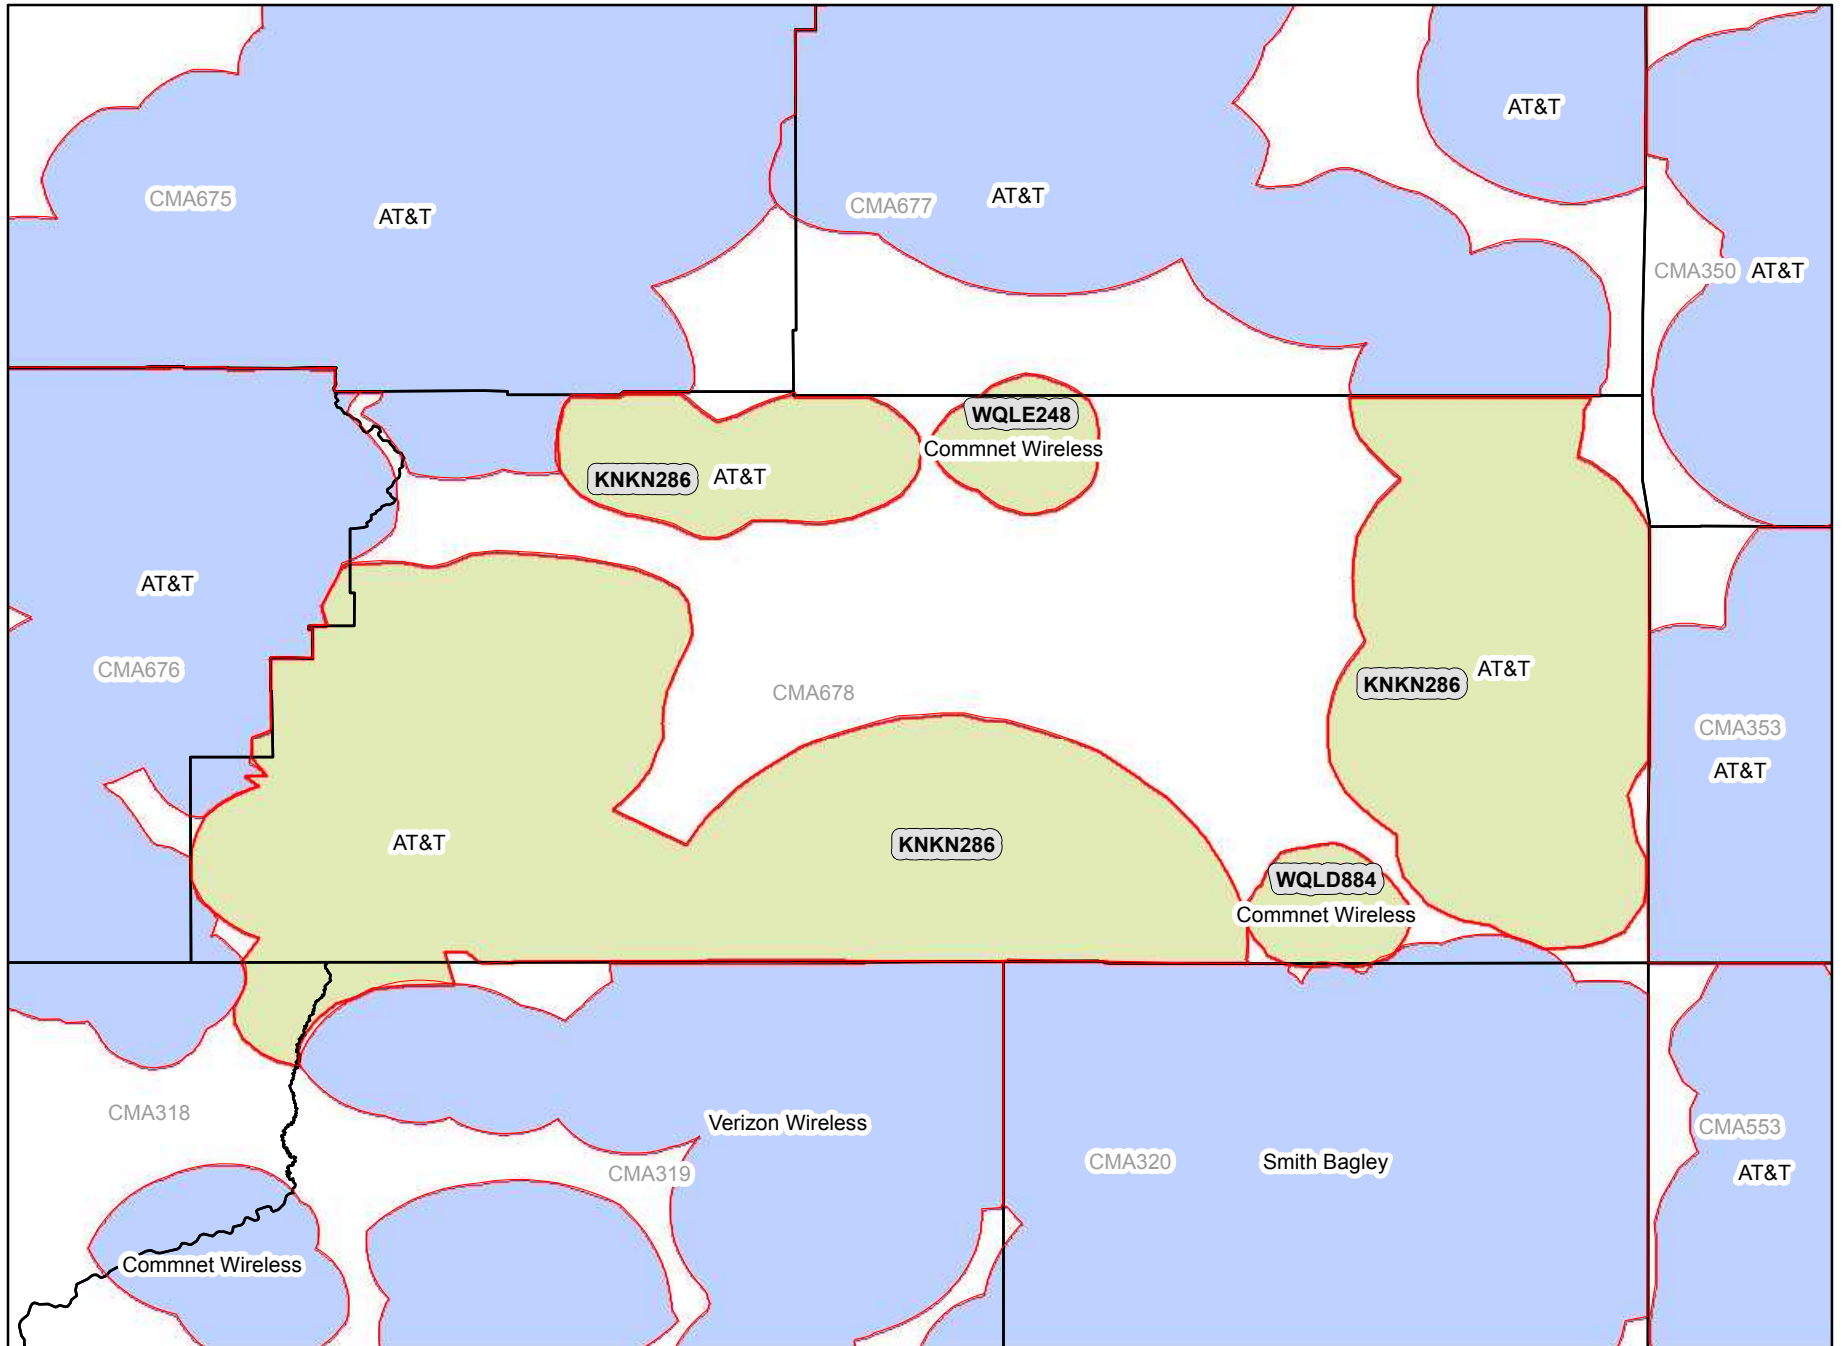 AT&T
CMA675
AT&T
CMA677
AT&T
CMA350
AT&T
WQLE248
Commnet Wireless
KNKN286
AT&T
AT&T
CMA676
CMA678
KNKN286
AT&T
CMA353
AT&T
AT&T
KNKN286
WQLD884
Commnet Wireless
CMA318
Verizon Wireless
CMA319
CMA320
Smith Bagley
CMA553
AT&T
Commnet Wireless